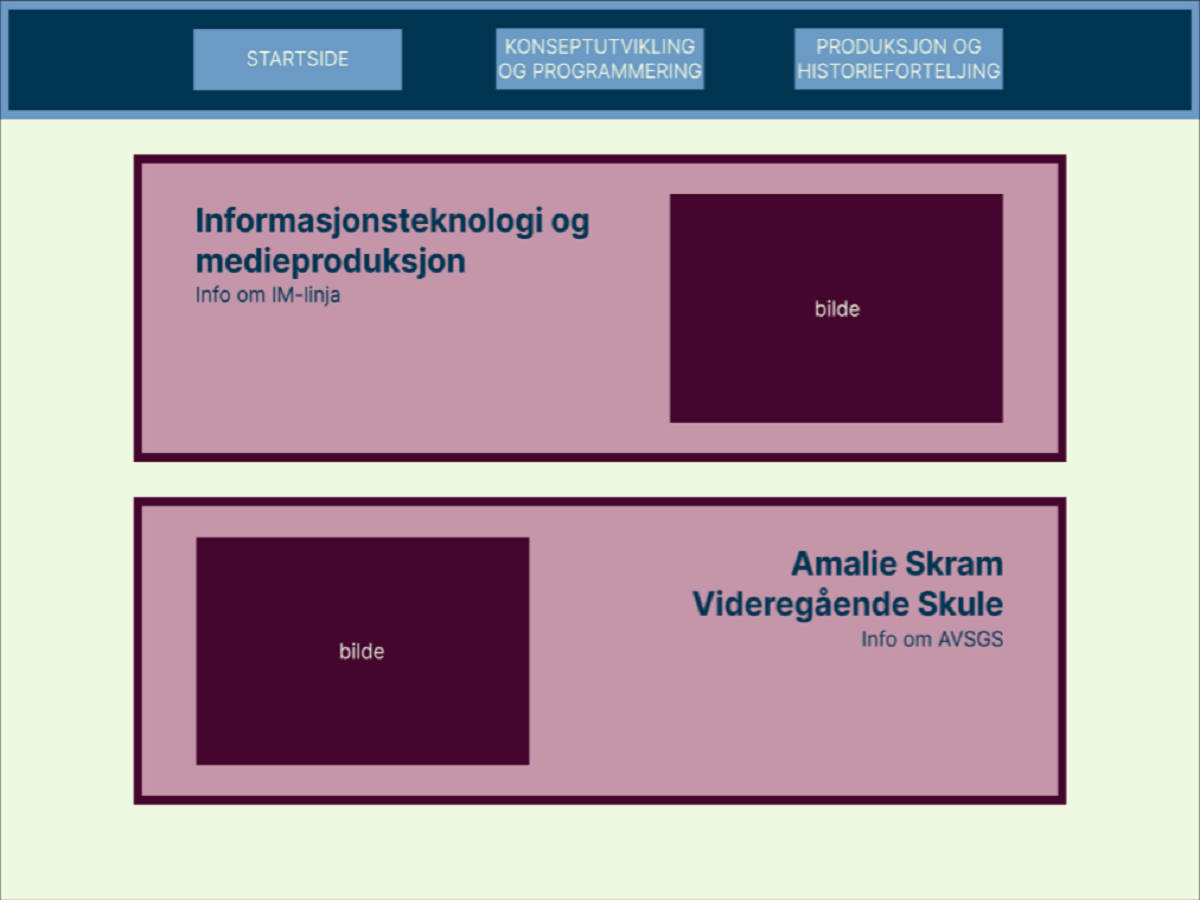 STARTSIDE
KONSEPTUTVIKLING
OG PROGRAMMERING
PRODUKSJON OG
HISTORIEFORTELJING
Informasjonsteknologi og
medieproduksjon
Info om IM-linja
bilde
bilde
Amalie Skram
Videregående Skule
Info om AVSGS